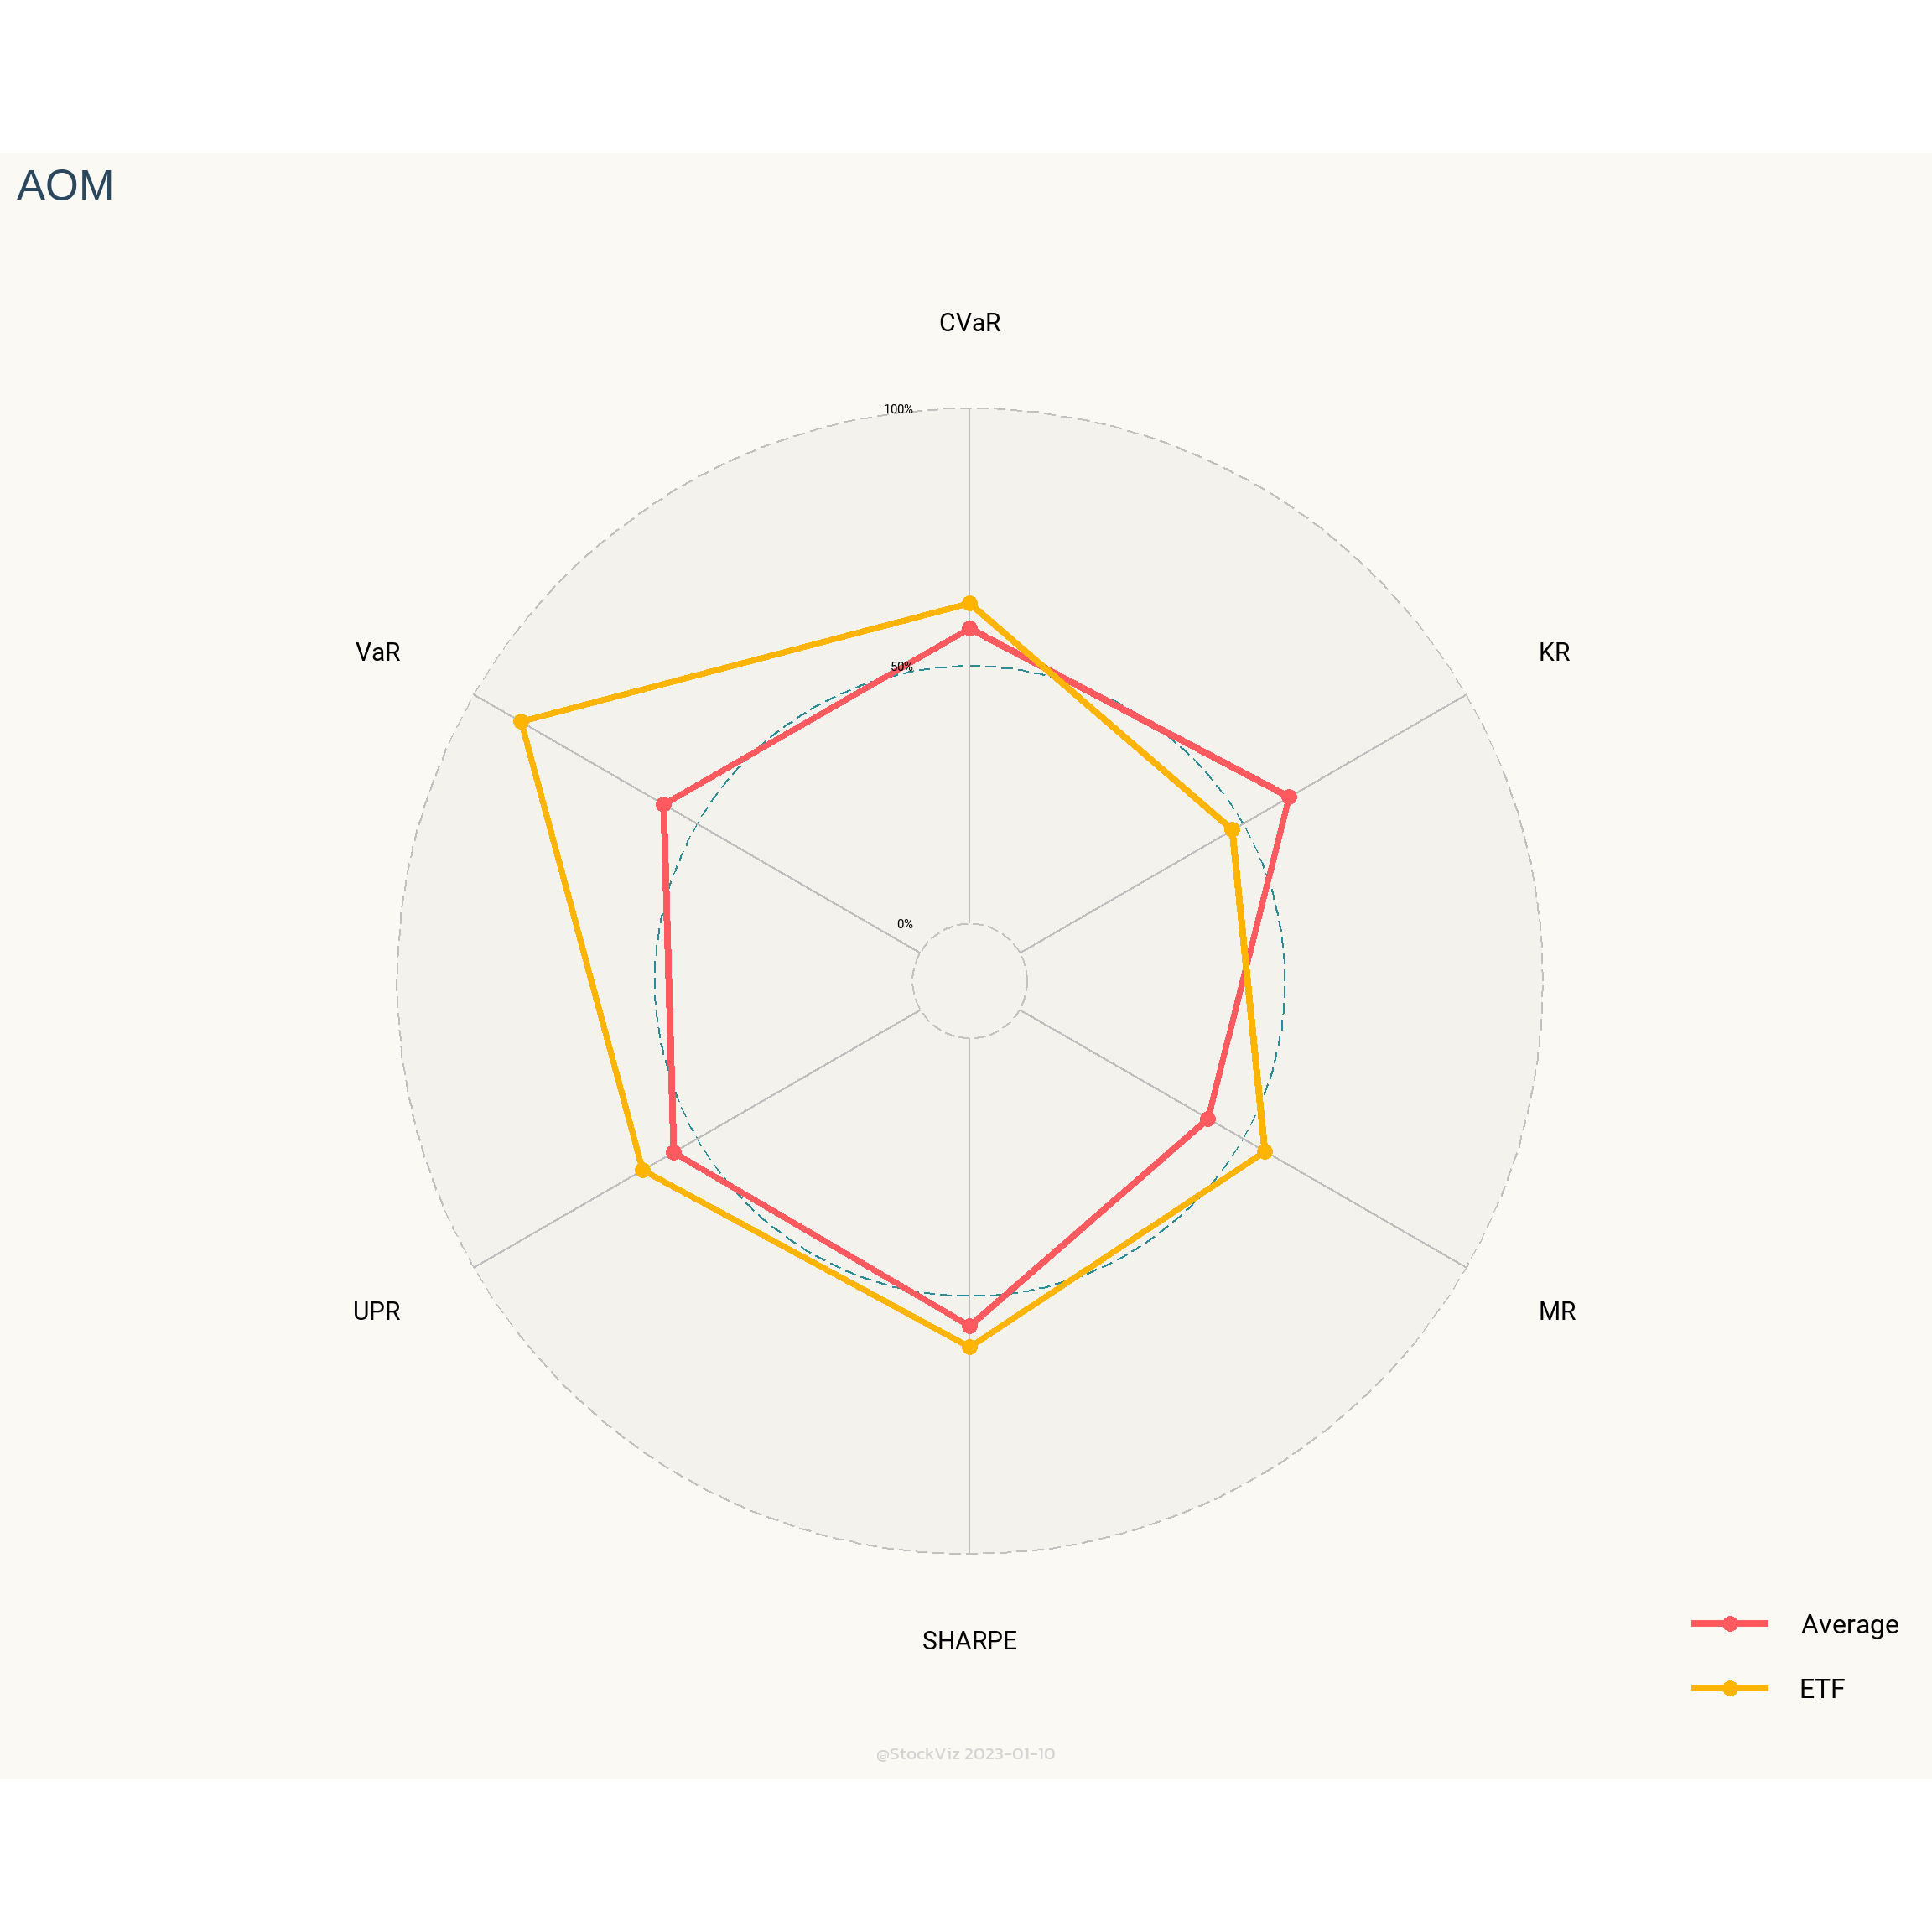 AOM
CVaR
100%
VaR
KR
50%
0%
UPR
MR
SHARPE
Average
ETF
@StockViz 2023-01-10